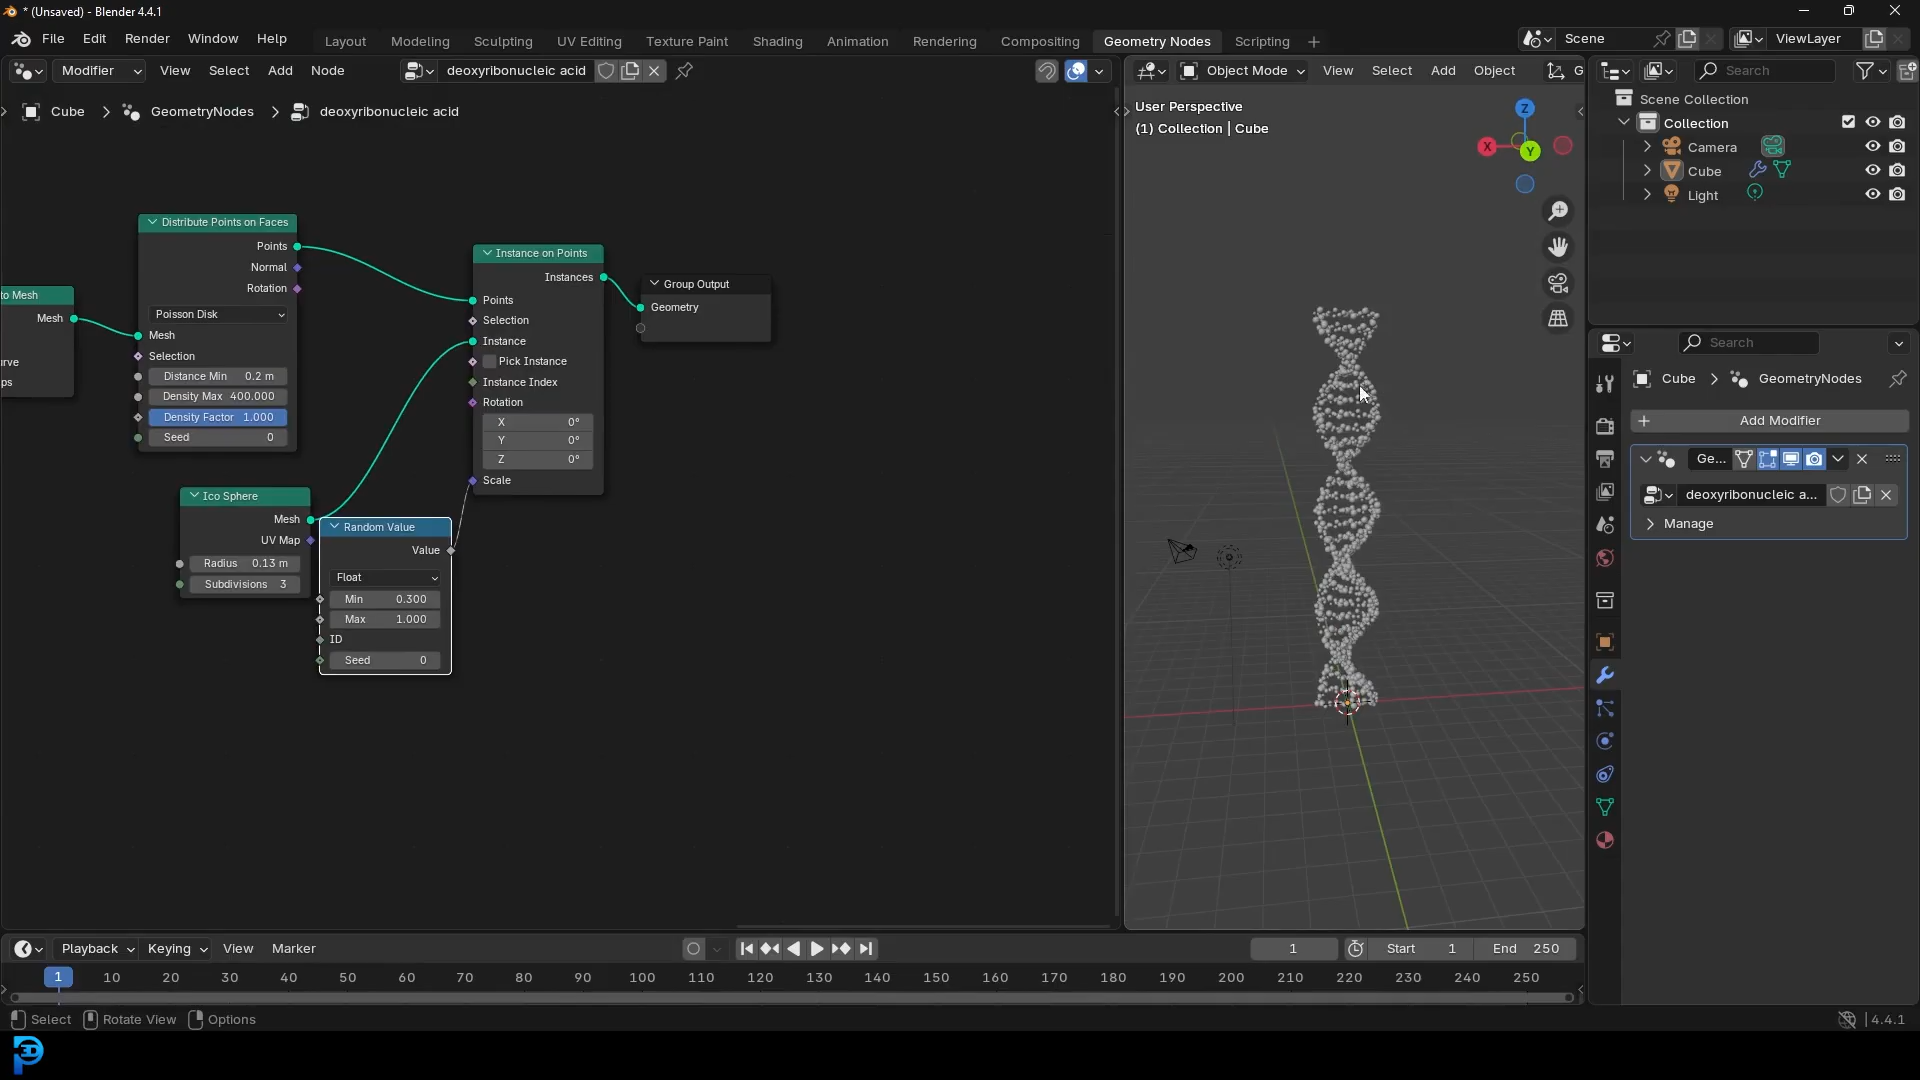 * (Unsaved) - Blender 4.4.1
File Edit Render Window Help
Layout Modeling Sculpting UV Editing Texture Paint Shading Animation Rendering Compositing Geometry Nodes Scripting
Scene
ViewLayer
Modifier View Select Add Node
deoxyribonucleic acid
Object Mode View Select Add Object G
Search
Cube > GeometryNodes > deoxyribonucleic acid
User Perspective
(1) Collection | Cube
Z
X
Y
Scene Collection
Collection
Camera
Cube
Light
Distribute Points on Faces
Points
Normal
Rotation
Poisson Disk
Mesh
Selection
Distance Min 0.2 m
Density Max 400.000
Density Factor 1.000
Seed 0
to Mesh
Mesh
urve
ps
Instance on Points
Instances
Points
Selection
Instance
Pick Instance
Instance Index
Rotation
X 0°
Y 0°
Z 0°
Scale
Group Output
Geometry
Ico Sphere
Mesh
UV Map
Radius 0.13 m
Subdivisions 3
Random Value
Value
Float
Min 0.300
Max 1.000
ID
Seed 0
Search
Cube > GeometryNodes
Add Modifier
Ge...
deoxyribonucleic a...
Manage
Playback Keying View Marker
1
Start 1
End 250
1 10 20 30 40 50 60 70 80 90 100 110 120 130 140 150 160 170 180 190 200 210 220 230 240 250
Select Rotate View Options
4.4.1
3D